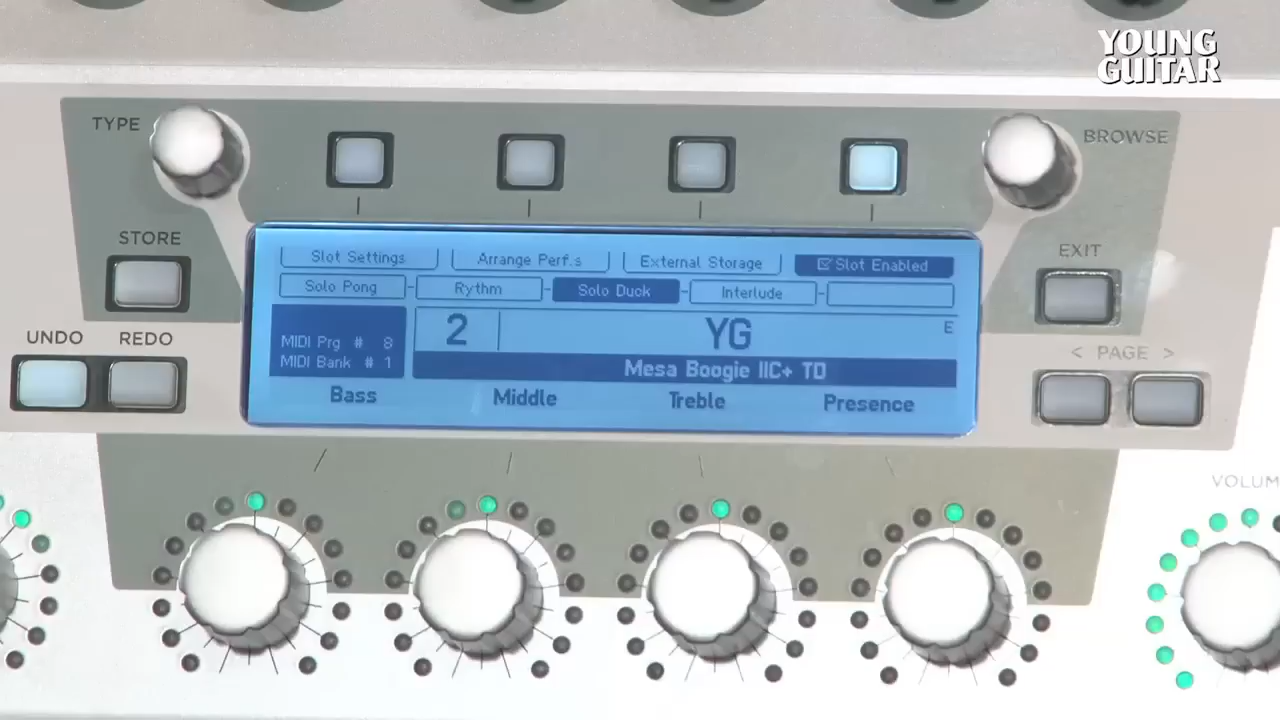 YOUNG
GUITAR
TYPE
BROWSE
STORE
EXIT
UNDO REDO
< PAGE >
Slot Settings Arrange Perf.s External Storage Slot Enabled
Solo Pong Rythm Solo Duck Interlude
MIDI Prg # 8
MIDI Bank # 1
2 YG E
Mesa Boogie IIC+ TD
Bass Middle Treble Presence
VOLUM